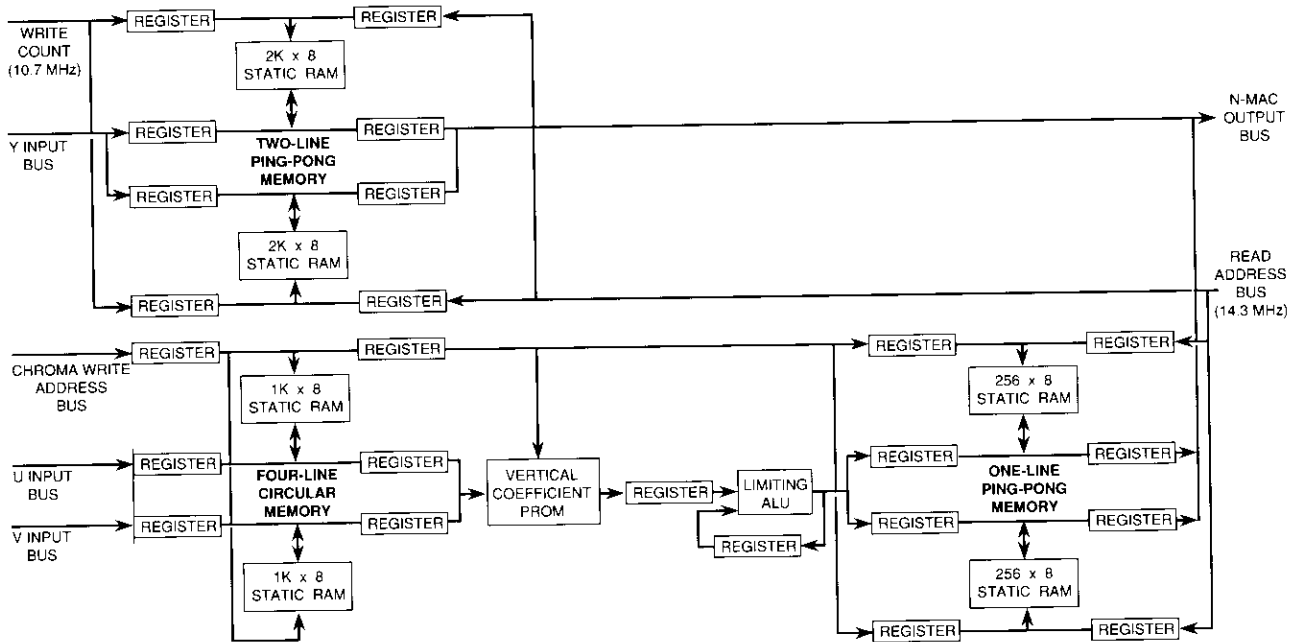 WRITE
COUNT
(10.7 MHz)
REGISTER
REGISTER
2K x 8
STATIC RAM
Y INPUT
BUS
REGISTER
REGISTER
TWO-LINE
PING-PONG
MEMORY
REGISTER
REGISTER
2K x 8
STATIC RAM
REGISTER
REGISTER
N-MAC
OUTPUT
BUS
READ
ADDRESS
BUS
(14.3 MHz)
CHROMA WRITE
ADDRESS
BUS
REGISTER
REGISTER
1K x 8
STATIC RAM
U INPUT
BUS
REGISTER
REGISTER
FOUR-LINE
CIRCULAR
MEMORY
V INPUT
BUS
REGISTER
REGISTER
1K x 8
STATIC RAM
VERTICAL
COEFFICIENT
PROM
REGISTER
LIMITING
ALU
REGISTER
REGISTER
REGISTER
256 x 8
STATIC RAM
REGISTER
REGISTER
ONE-LINE
PING-PONG
MEMORY
REGISTER
REGISTER
256 x 8
STATIC RAM
REGISTER
REGISTER